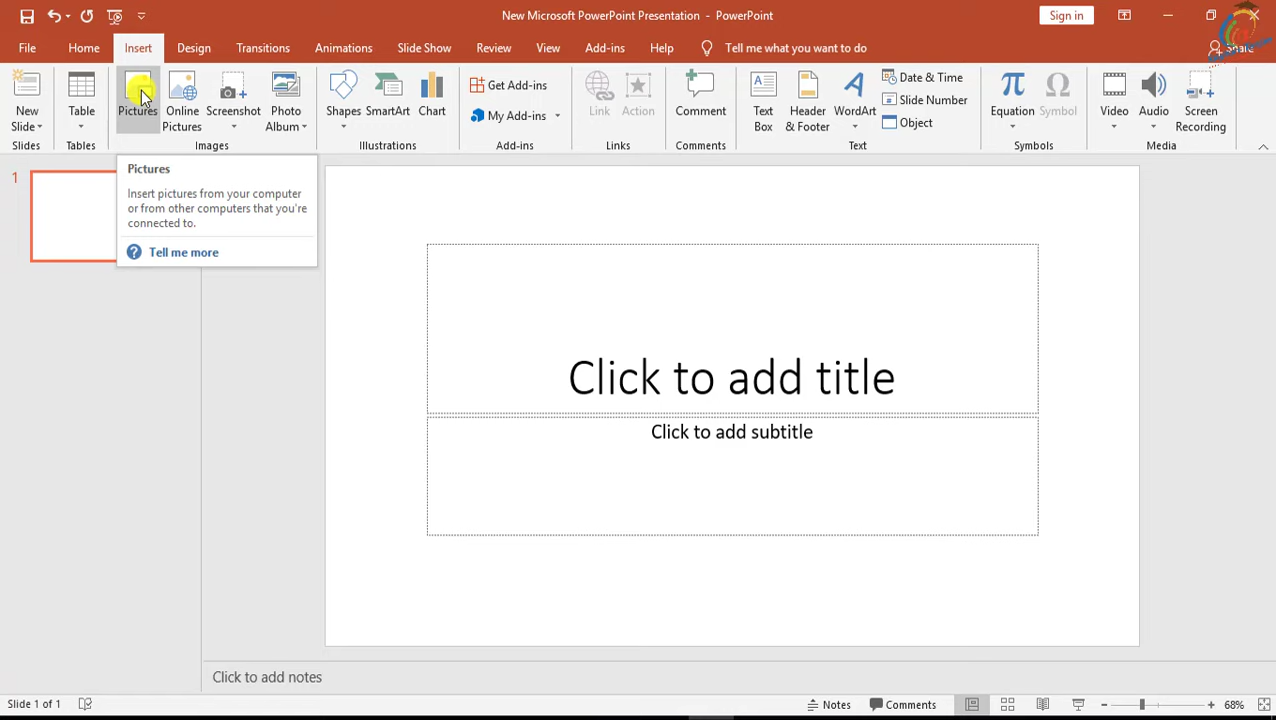 New Microsoft PowerPoint Presentation - PowerPoint
Sign in
File Home Insert Design Transitions Animations Slide Show Review View Add-ins Help Tell me what you want to do
New Slide
Table
Pictures
Online Pictures
Screenshot
Photo Album
Shapes
SmartArt
Chart
Get Add-ins
My Add-ins
Link
Action
Comment
Text Box
Header & Footer
WordArt
Date & Time
Slide Number
Object
Equation
Symbol
Video
Audio
Screen Recording
Slides Tables Images Illustrations Add-ins Links Comments Text Symbols Media
1
Pictures
Insert pictures from your computer
or from other computers that you're
connected to.
? Tell me more
Click to add title
Click to add subtitle
Click to add notes
Slide 1 of 1
Notes Comments 68%